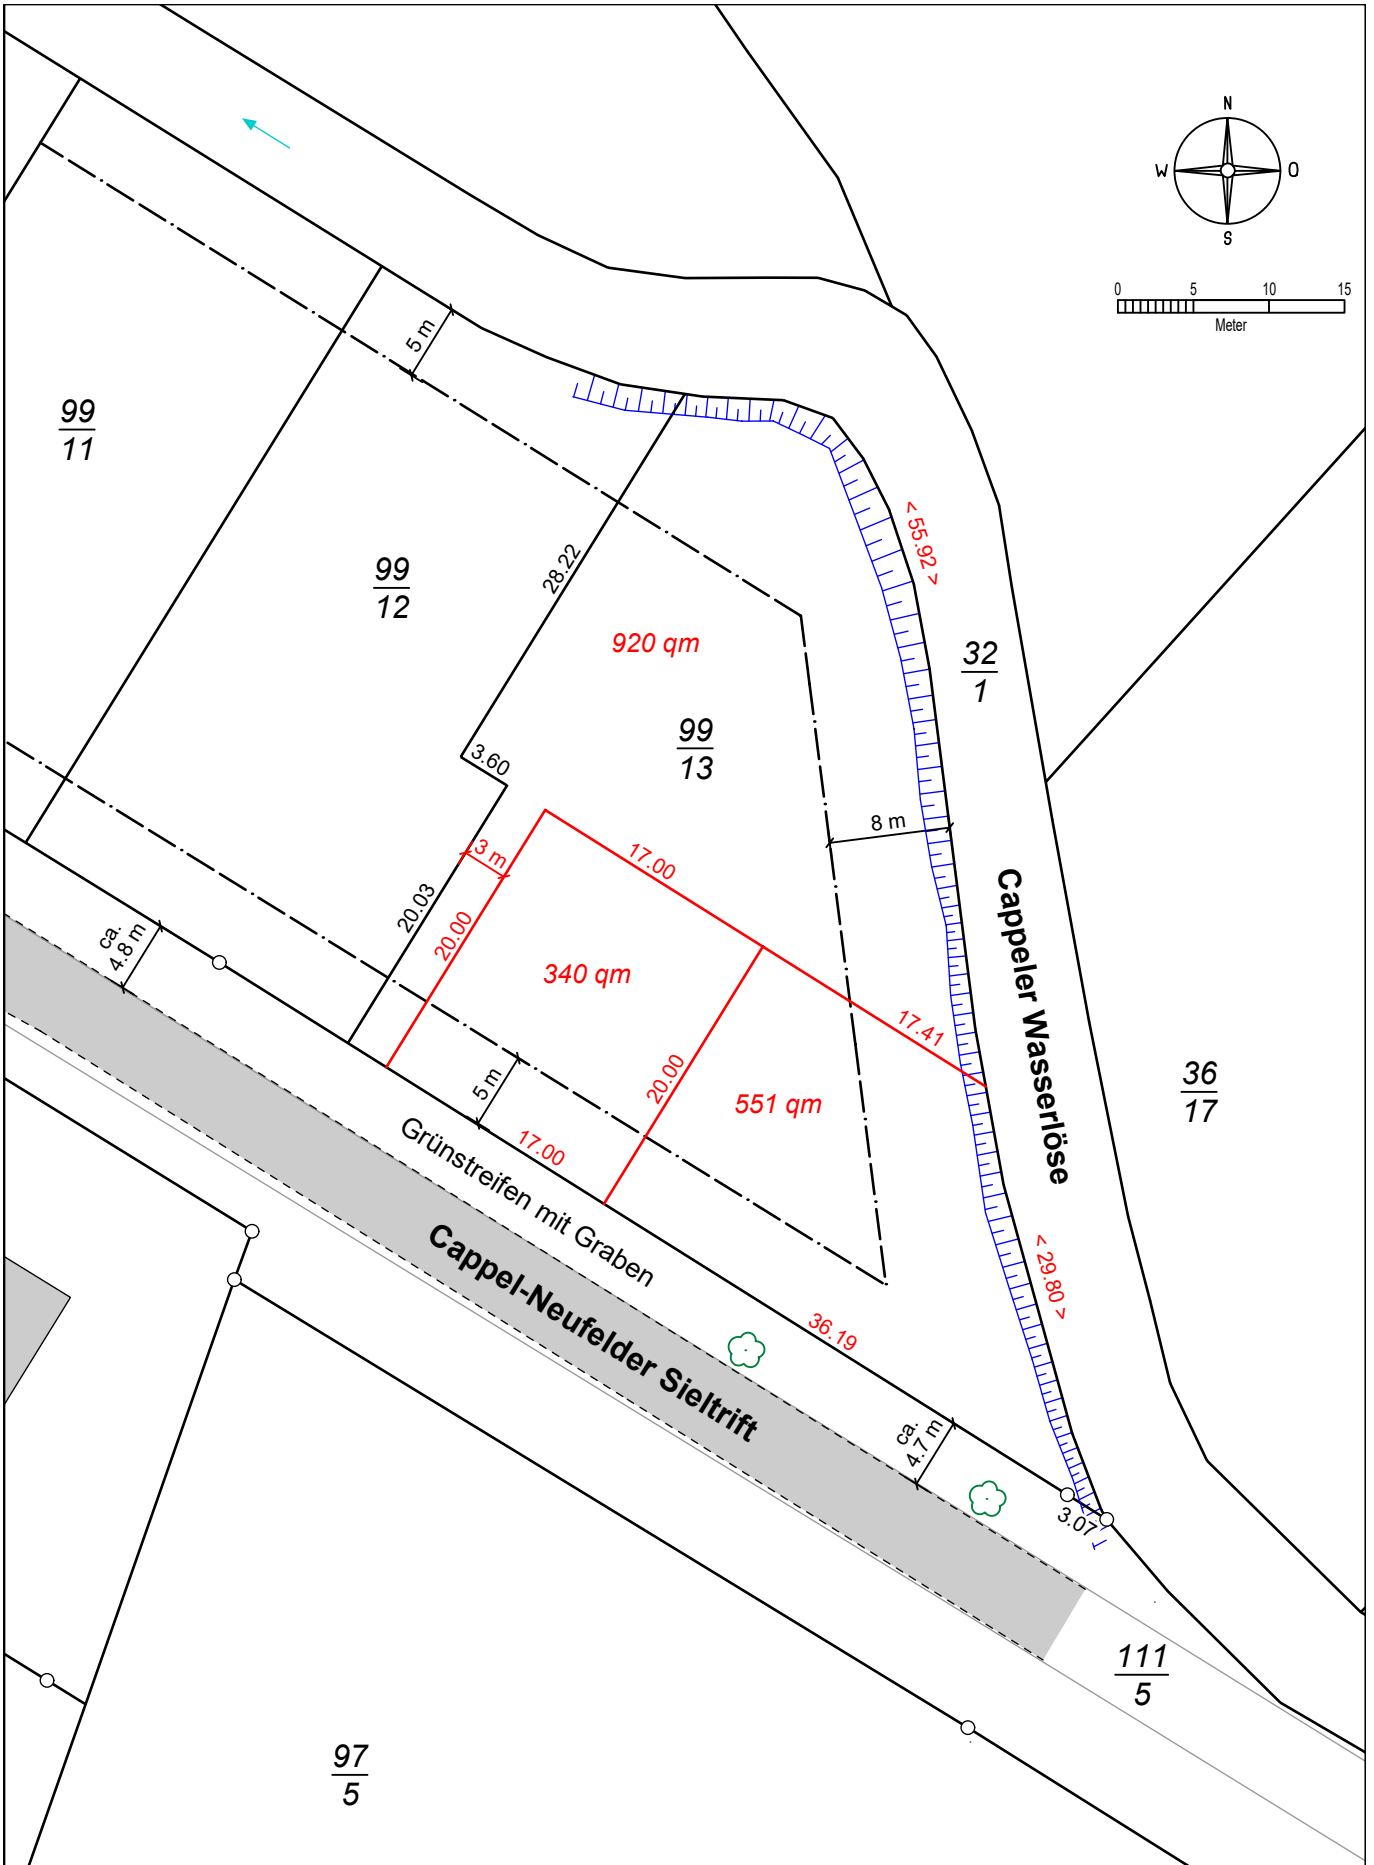 N
W
O
S
0 5 10 15
Meter
5 m
99
11
99
12
28.22
< 55.92 >
920 qm
32
1
99
13
3.60
8 m
3 m
17.00
20.03
20.00
ca.
4.8 m
340 qm
17.41
Cappeler Wasserlöse
5 m
20.00
551 qm
36
17
17.00
Grünstreifen mit Graben
Cappel-Neufelder Sieltrift
< 29.80 >
36.19
ca.
4.7 m
3.07
111
5
97
5